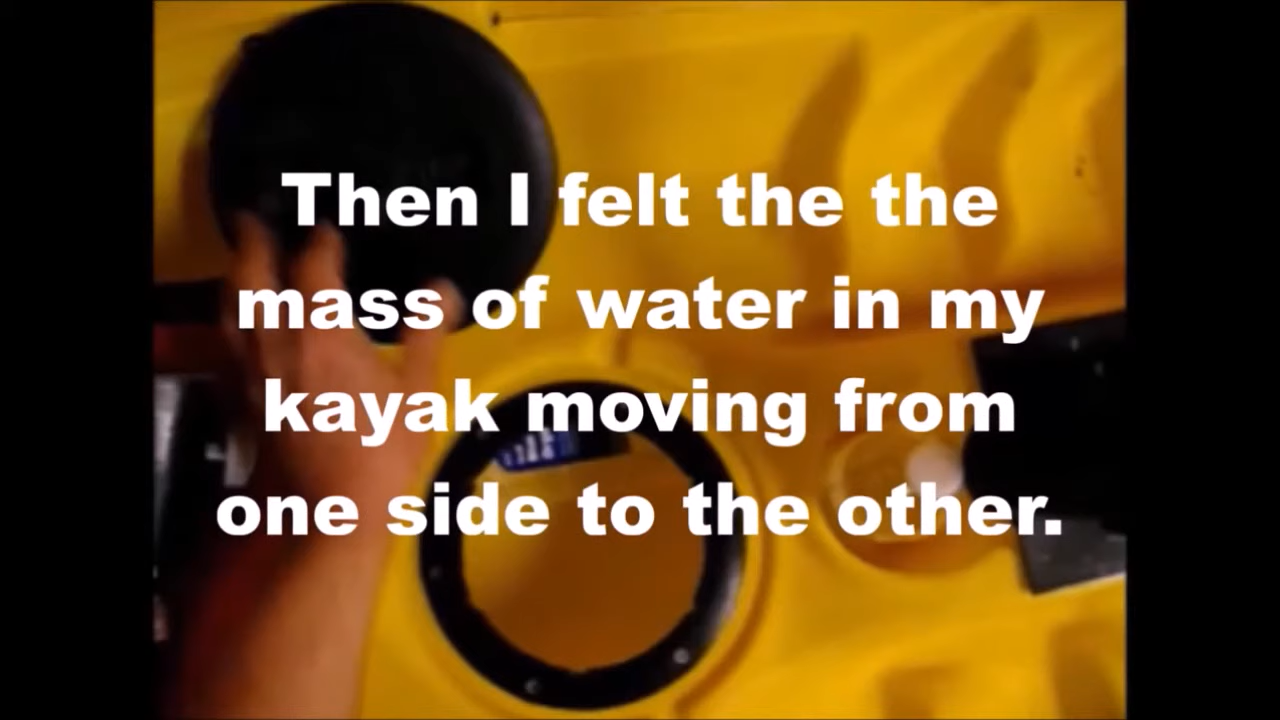 Then I felt the the
mass of water in my
kayak moving from
one side to the other.